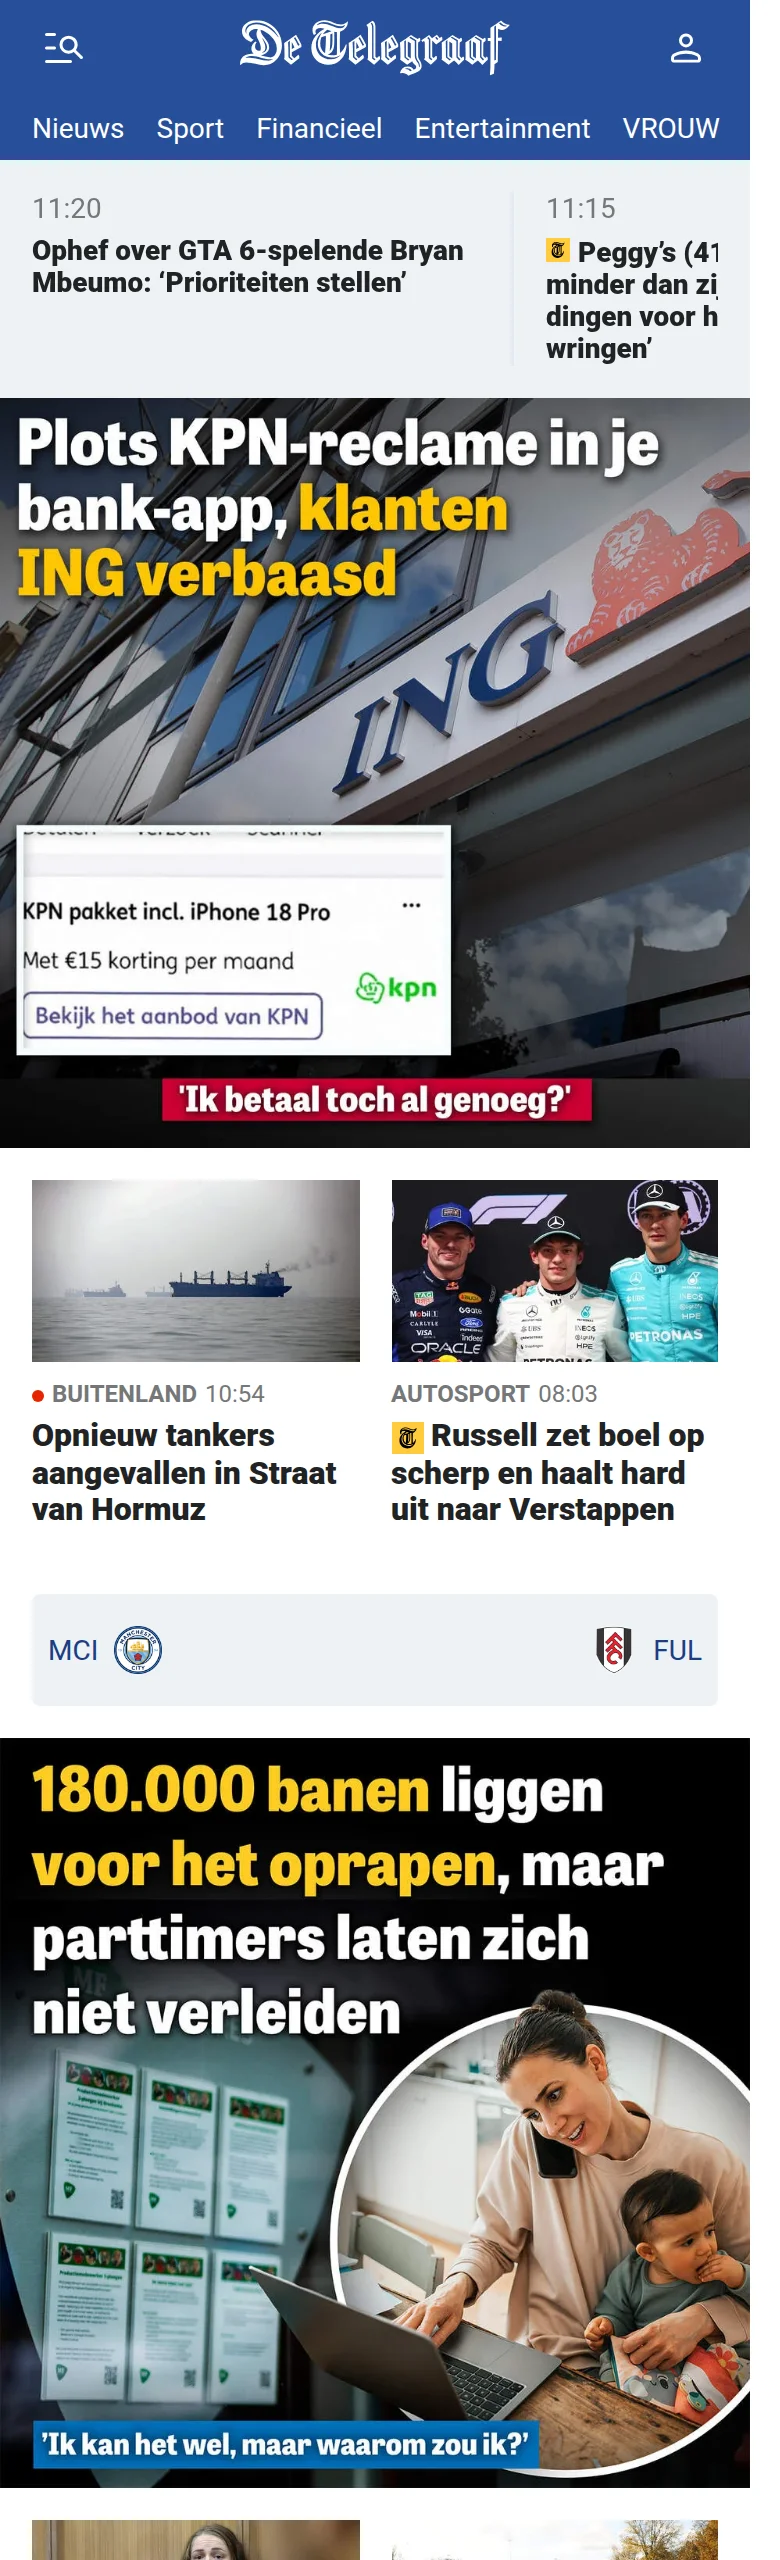 De Telegraaf
Nieuws Sport Financieel Entertainment VROUW
11:20
Ophef over GTA 6-spelende Bryan
Mbeumo: ‘Prioriteiten stellen’
11:15
Peggy’s (41
minder dan zij
dingen voor h
wringen’
Plots KPN-reclame in je
bank-app, klanten
ING verbaasd
ING
KPN pakket incl. iPhone 18 Pro
Met €15 korting per maand
kpn
Bekijk het aanbod van KPN
'Ik betaal toch al genoeg?'
BUITENLAND 10:54
Opnieuw tankers
aangevallen in Straat
van Hormuz
AUTOSPORT 08:03
Russell zet boel op
scherp en haalt hard
uit naar Verstappen
MCI
FUL
180.000 banen liggen
voor het oprapen, maar
parttimers laten zich
niet verleiden
’Ik kan het wel, maar waarom zou ik?’